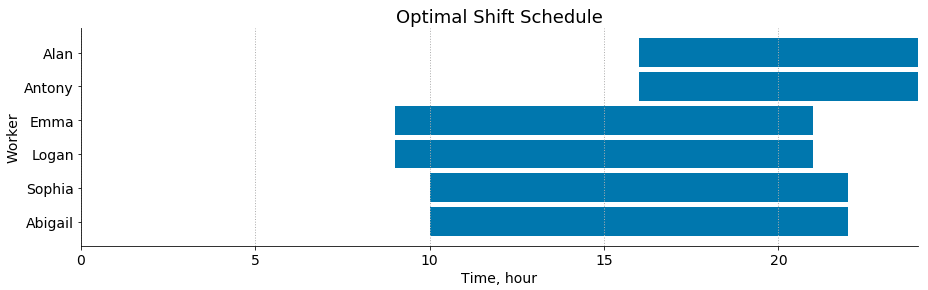 Optimal Shift Schedule
Alan
Antony
Emma
Logan
Sophia
Abigail
Worker
0 5 10 15 20
Time, hour